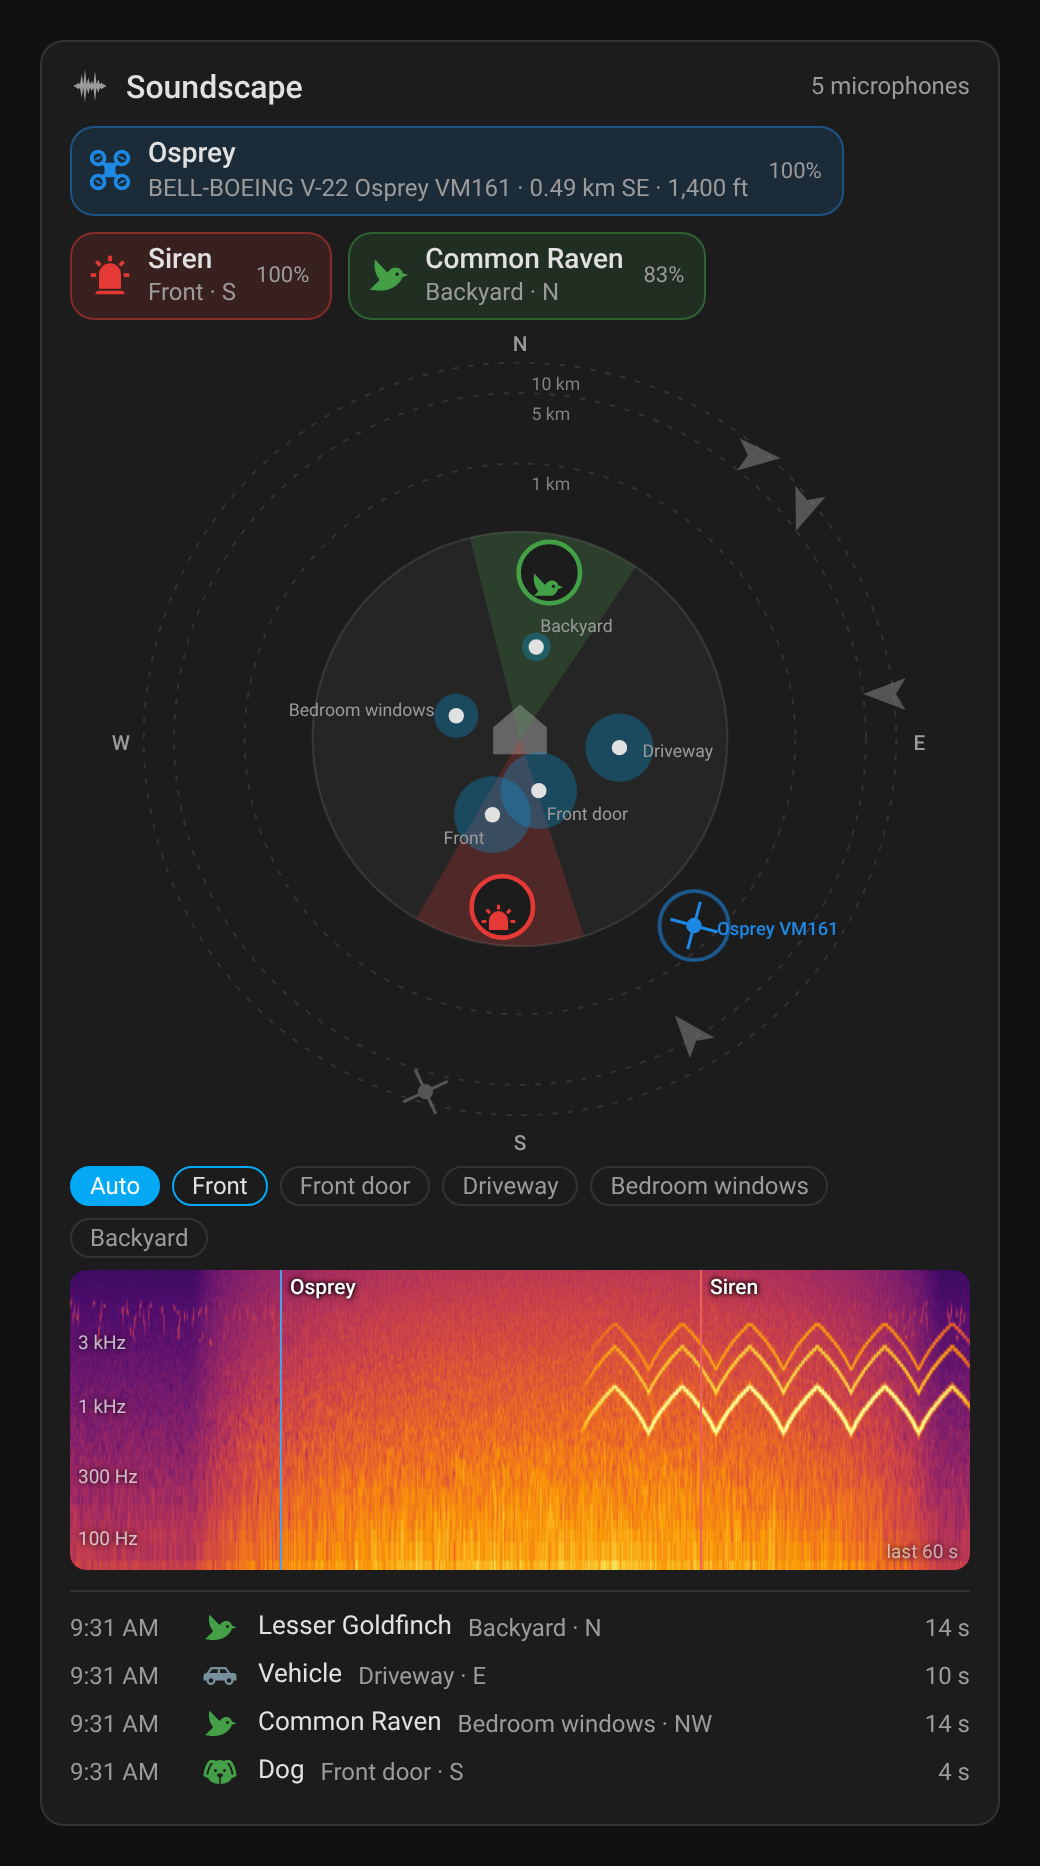 Soundscape
5 microphones
Osprey
BELL-BOEING V-22 Osprey VM161 · 0.49 km SE · 1,400 ft
100%
Siren
Front · S
100%
Common Raven
Backyard · N
83%
N
10 km
5 km
1 km
Backyard
Bedroom windows
W
E
Driveway
Front door
Front
Osprey VM161
S
Auto
Front
Front door
Driveway
Bedroom windows
Backyard
Osprey
Siren
3 kHz
1 kHz
300 Hz
100 Hz
last 60 s
9:31 AM Lesser Goldfinch Backyard · N 14 s
9:31 AM Vehicle Driveway · E 10 s
9:31 AM Common Raven Bedroom windows · NW 14 s
9:31 AM Dog Front door · S 4 s